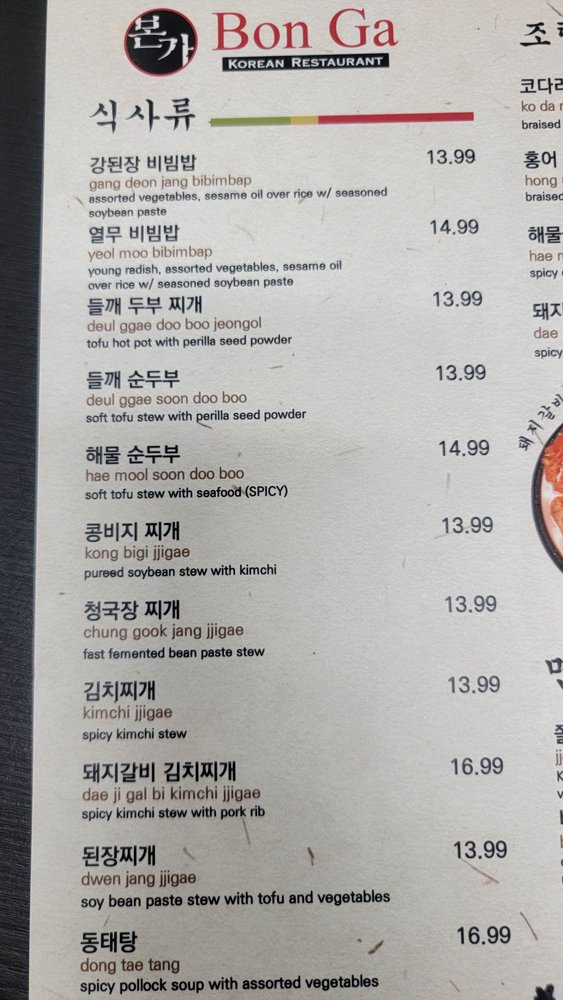 본가
Bon Ga
KOREAN RESTAURANT
식사류
강된장 비빔밥 13.99
gang deon jang bibimbap
assorted vegetables, sesame oil over rice w/ seasoned
soybean paste
열무 비빔밥 14.99
yeol moo bibimbap
young radish, assorted vegetables, sesame oil
over rice w/ seasoned soybean paste
들깨 두부 찌개 13.99
deul ggae doo boo jeongol
tofu hot pot with perilla seed powder
들깨 순두부 13.99
deul ggae soon doo boo
soft tofu stew with perilla seed powder
해물 순두부 14.99
hae mool soon doo boo
soft tofu stew with seafood (SPICY)
콩비지 찌개 13.99
kong bigi jjigae
pureed soybean stew with kimchi
청국장 찌개 13.99
chung gook jang jjigae
fast femented bean paste stew
김치찌개 13.99
kimchi jjigae
spicy kimchi stew
돼지갈비 김치찌개 16.99
dae ji gal bi kimchi jjigae
spicy kimchi stew with pork rib
된장찌개 13.99
dwen jang jjigae
soy bean paste stew with tofu and vegetables
동태탕 16.99
dong tae tang
spicy pollock soup with assorted vegetables
조
코다리
ko da
braised
홍어
hong
braised
해물
hae
spicy
돼지
dae
spicy
돼지갈비